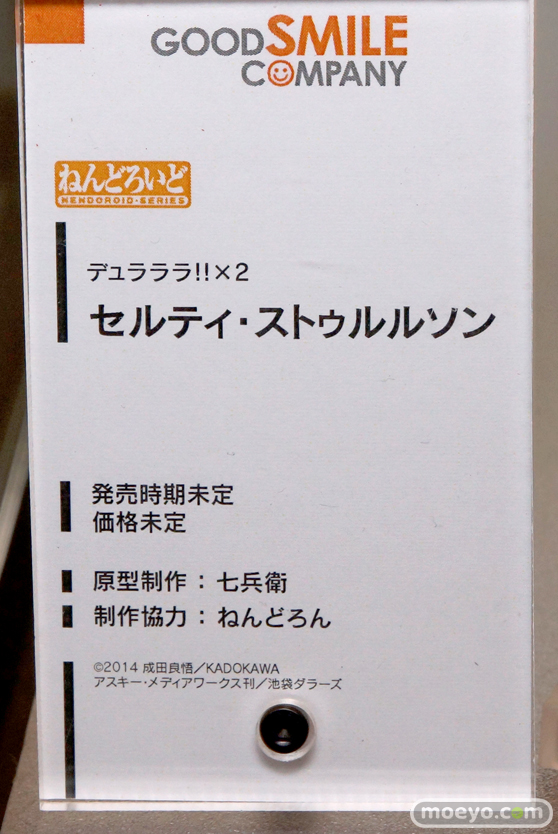 GOODSMILE
COMPANY
ねんどろいど
NENDOROID・SERIES
デュラララ!!×2
セルティ・ストゥルルソン
発売時期未定
価格未定
原型制作：七兵衛
制作協力：ねんどろん
©2014 成田良悟／KADOKAWA
アスキー・メディアワークス刊／池袋ダラーズ
moeyo.com